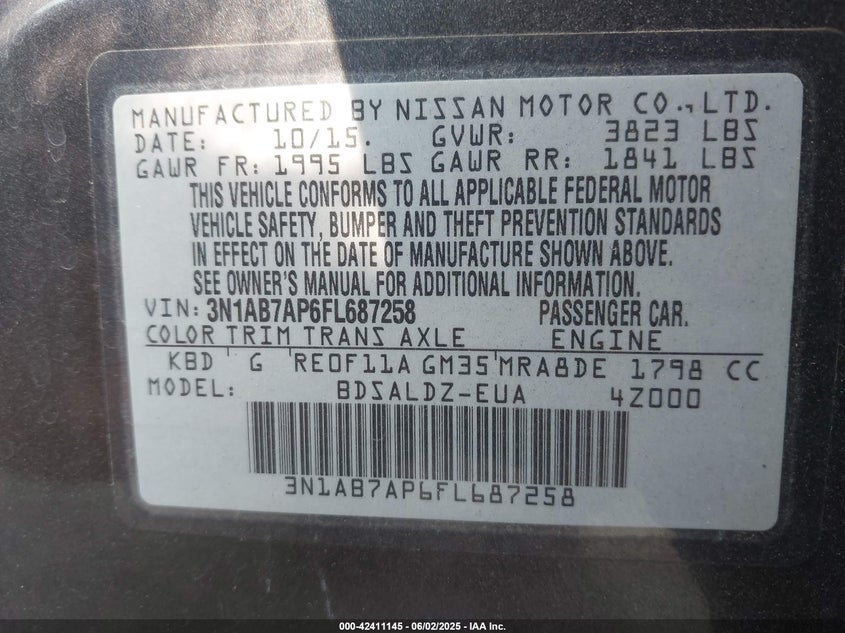 MANUFACTURED BY NISSAN MOTOR CO.,LTD.
DATE: 10/15. GVWR: 3823 LBS
GAWR FR: 1995 LBS GAWR RR: 1841 LBS
THIS VEHICLE CONFORMS TO ALL APPLICABLE FEDERAL MOTOR
VEHICLE SAFETY, BUMPER AND THEFT PREVENTION STANDARDS
IN EFFECT ON THE DATE OF MANUFACTURE SHOWN ABOVE.
SEE OWNER'S MANUAL FOR ADDITIONAL INFORMATION.
VIN: 3N1AB7AP6FL687258 PASSENGER CAR.
COLOR TRIM TRANS AXLE ENGINE
KBD G RE0F11A GM35 MRA8DE 1798 CC
MODEL: BDSALDZ-EUA 4Z000
3N1AB7AP6FL687258
000-42411145 - 06/02/2025 - IAA Inc.